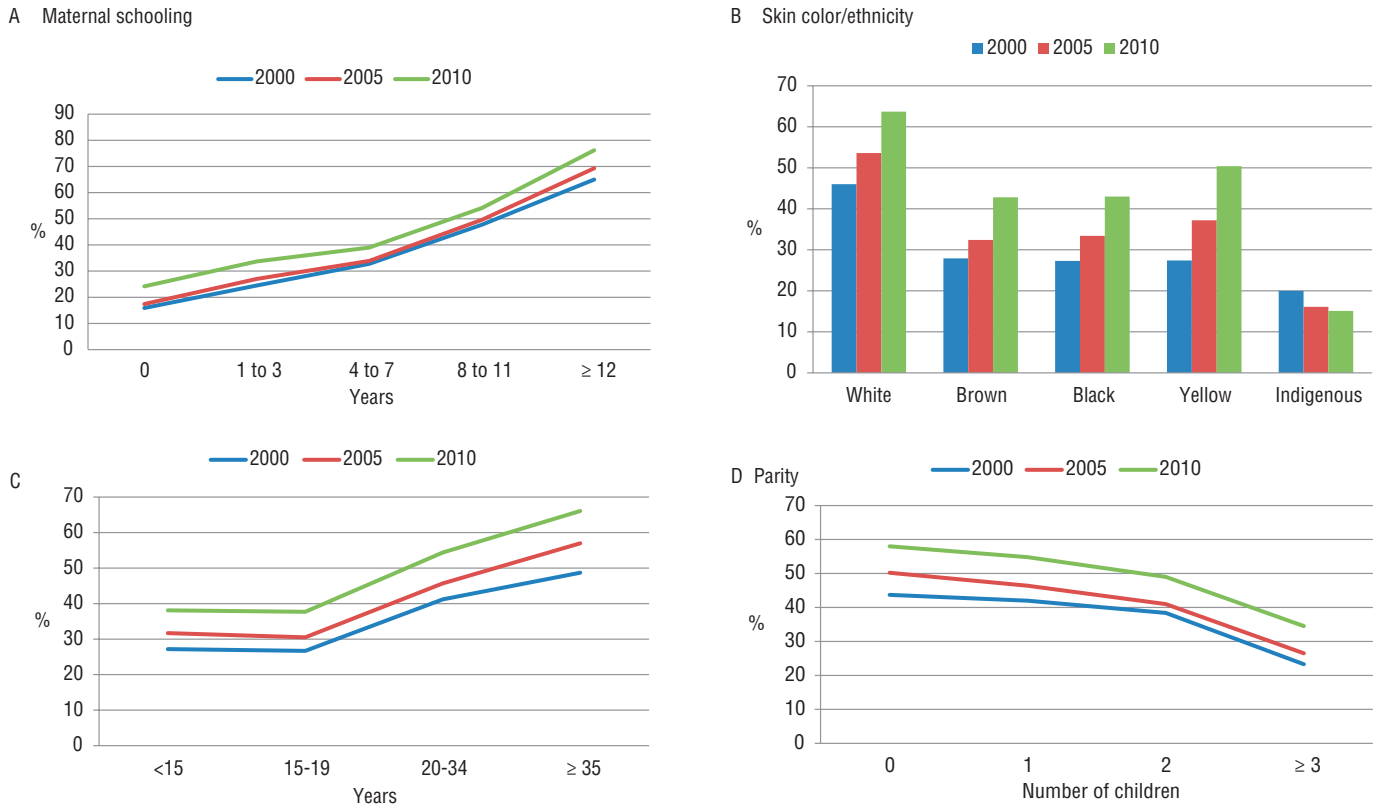 A Maternal schooling
2000 2005 2010
90
80
70
60
50
40
30
20
10
0
%
0 1 to 3 4 to 7 8 to 11 ≥ 12
Years
B Skin color/ethnicity
2000 2005 2010
70
60
50
40
30
20
10
0
%
White Brown Black Yellow Indigenous
C
2000 2005 2010
70
60
50
40
30
20
10
0
%
<15 15-19 20-34 ≥ 35
Years
D Parity
2000 2005 2010
70
60
50
40
30
20
10
0
%
0 1 2 ≥ 3
Number of children